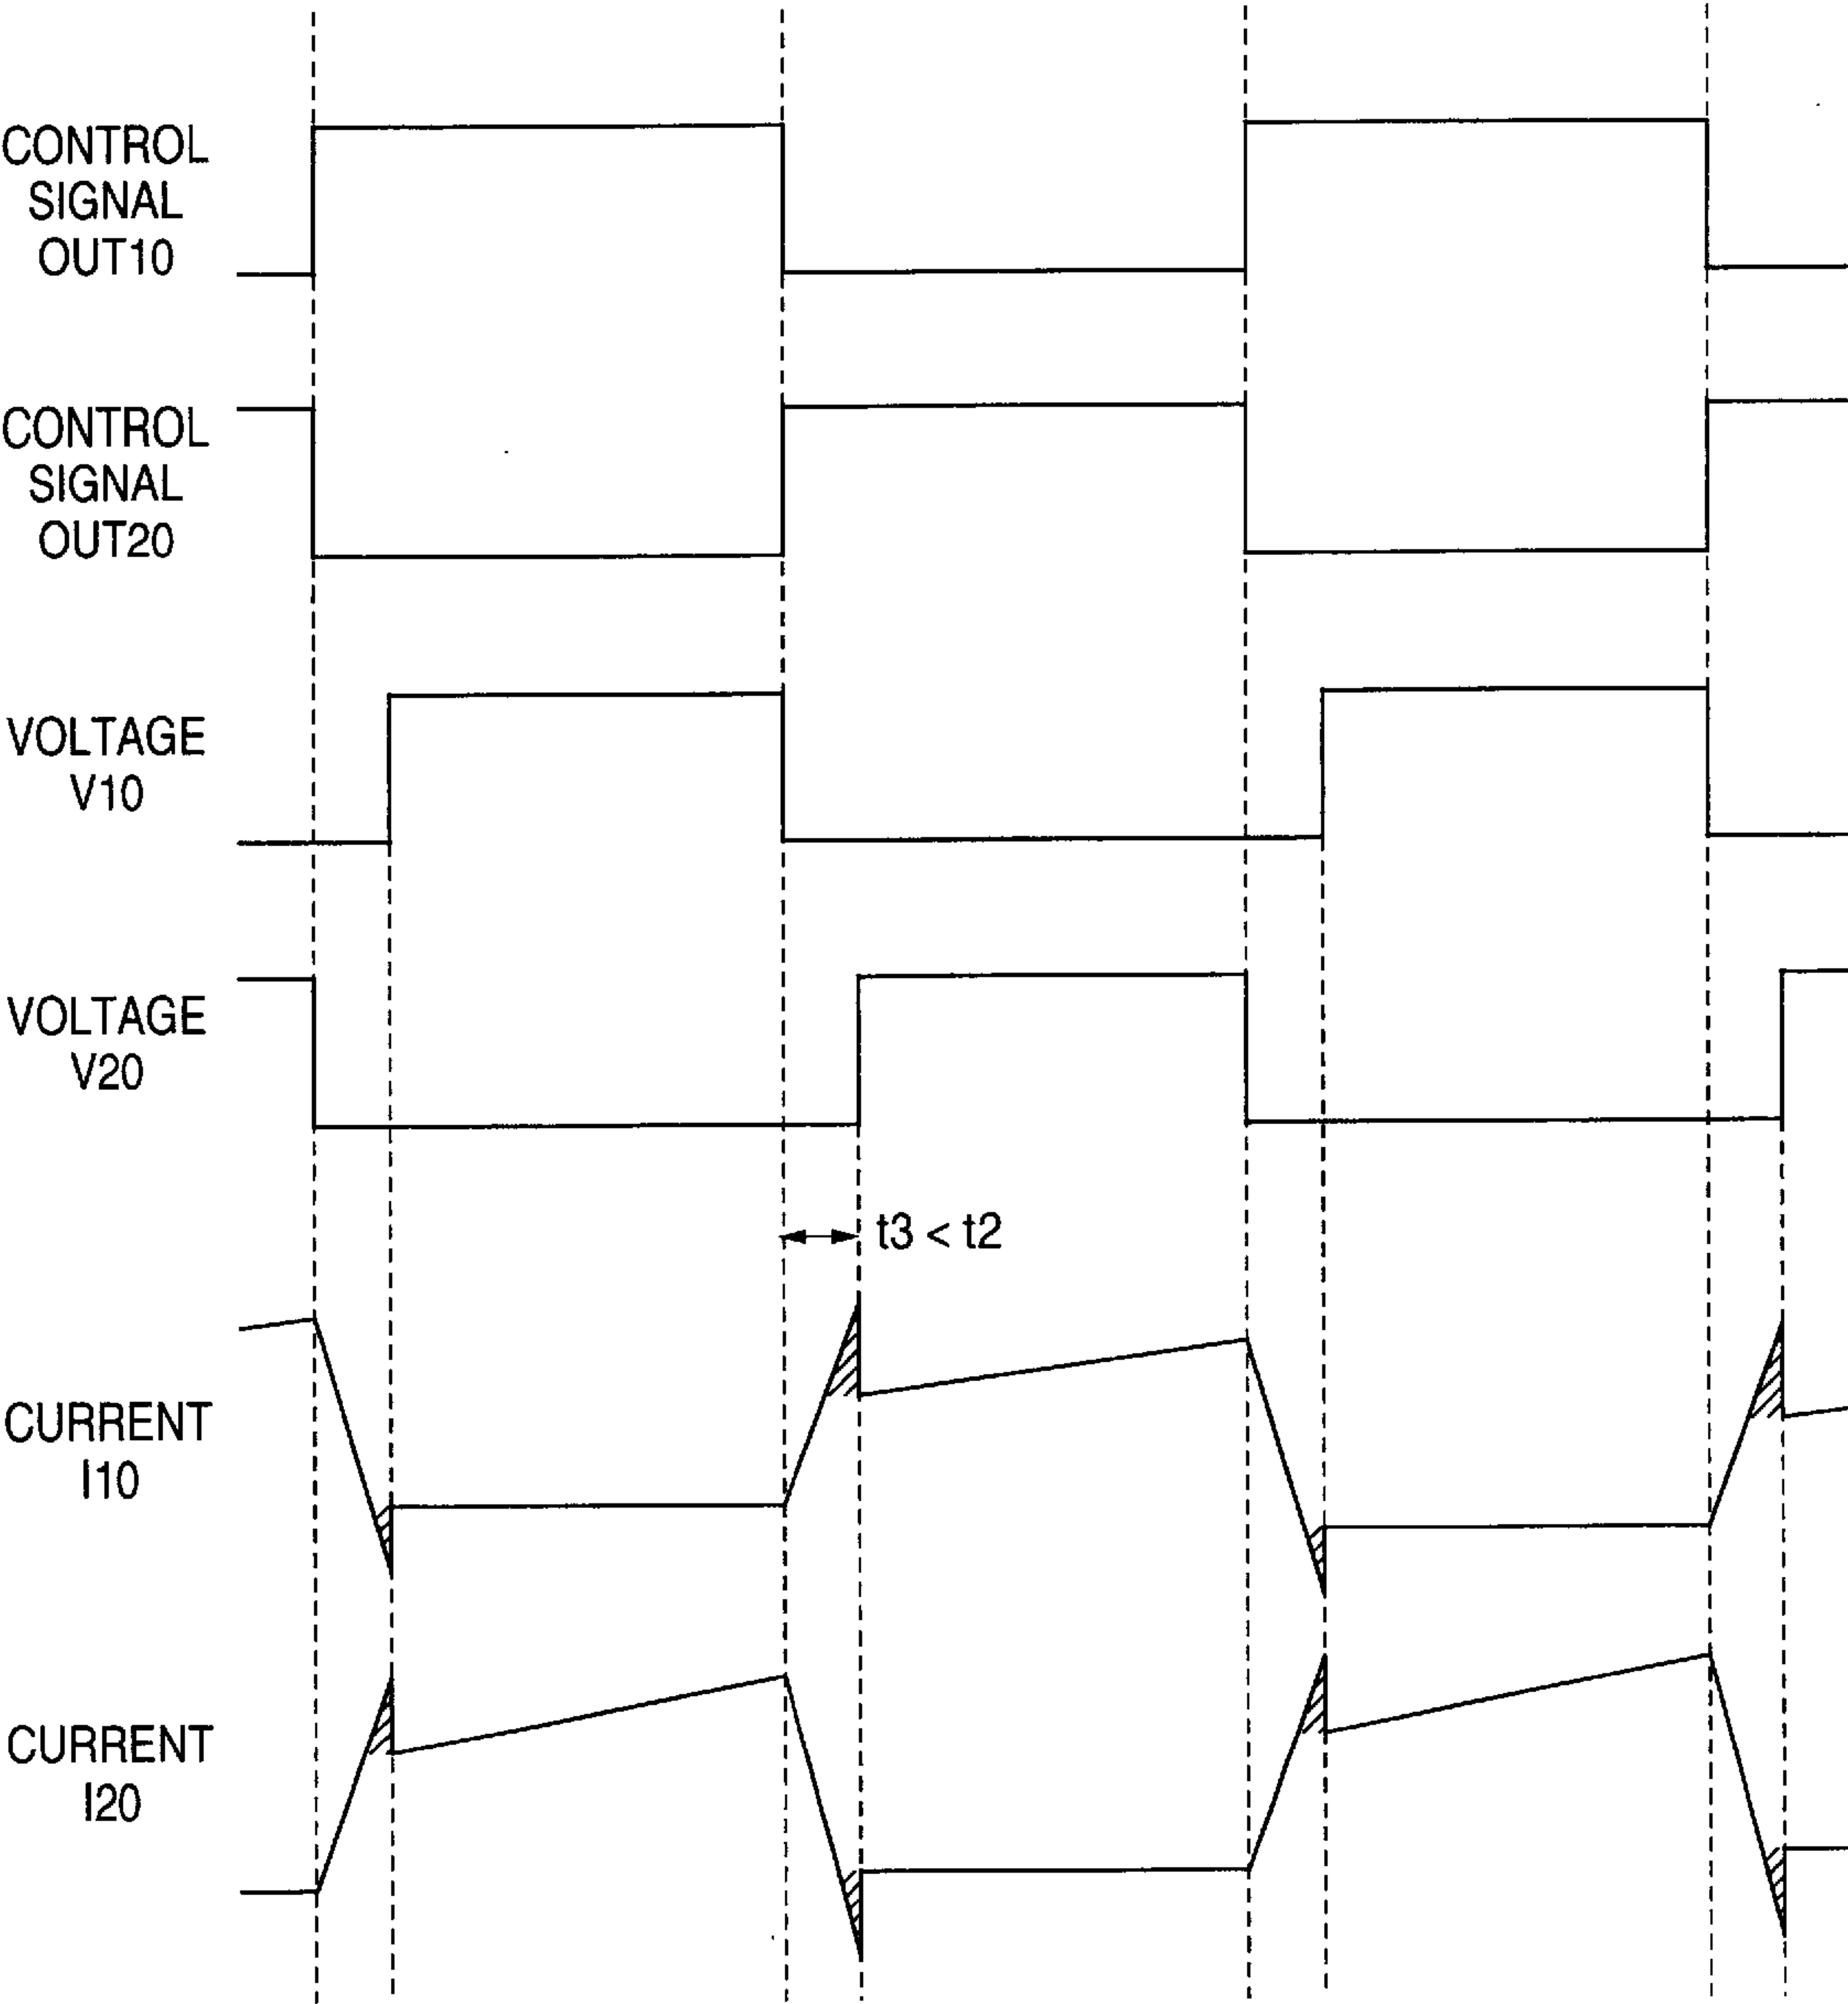 CONTROL
SIGNAL
OUT10
CONTROL
SIGNAL
OUT20
VOLTAGE
V10
VOLTAGE
V20
t3 < t2
CURRENT
I10
CURRENT
I20